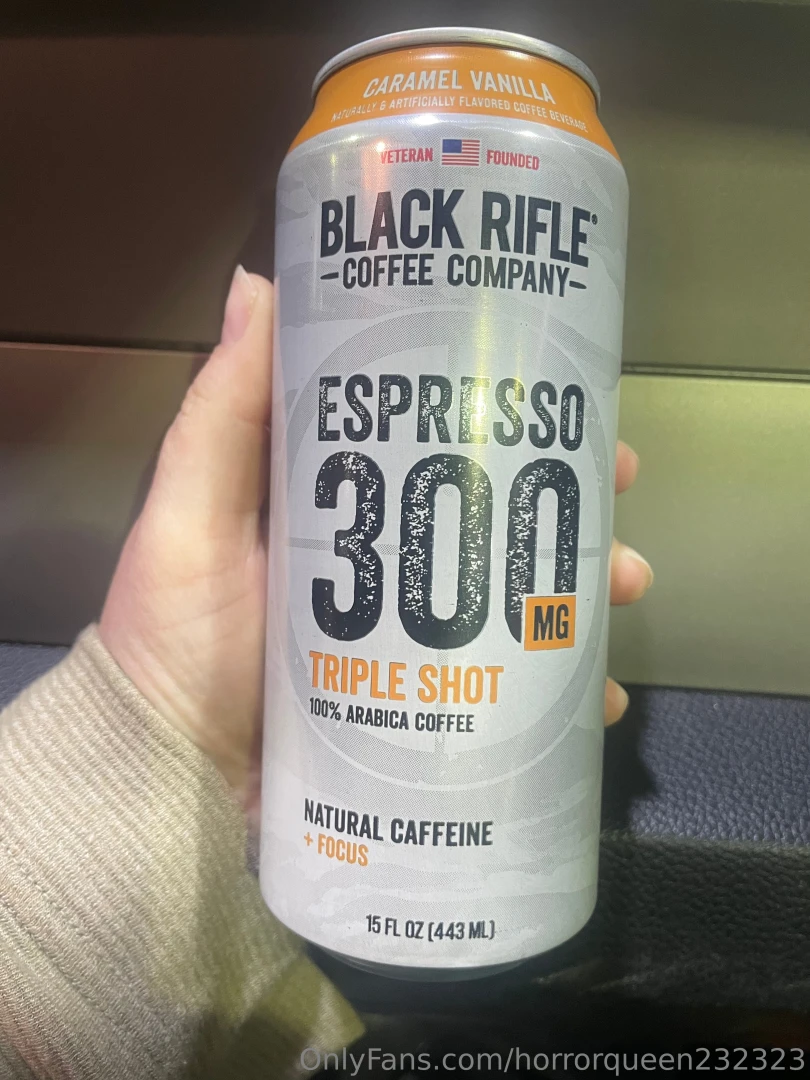 CARAMEL VANILLA
NATURALLY & ARTIFICIALLY FLAVORED COFFEE BEVERAGE
VETERAN FOUNDED
BLACK RIFLE®
COFFEE COMPANY
ESPRESSO
300
MG
TRIPLE SHOT
100% ARABICA COFFEE
NATURAL CAFFEINE
+ FOCUS
15 FL OZ (443 ML)
OnlyFans.com/horrorqueen232323